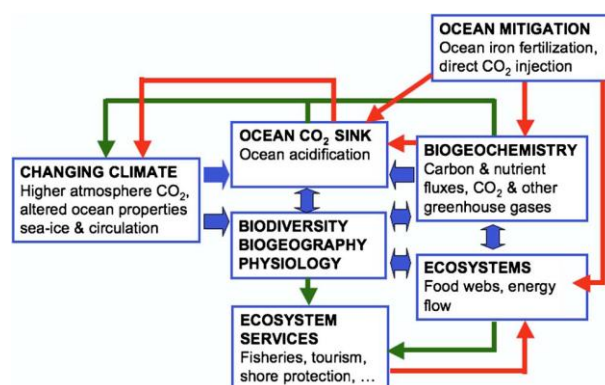 OCEAN MITIGATION
Ocean iron fertilization,
direct CO₂ injection
OCEAN CO₂ SINK
Ocean acidification
BIOGEOCHEMISTRY
Carbon & nutrient
fluxes, CO₂ & other
greenhouse gases
CHANGING CLIMATE
Higher atmosphere CO₂,
altered ocean properties
sea-ice & circulation
BIODIVERSITY
BIOGEOGRAPHY
PHYSIOLOGY
ECOSYSTEMS
Food webs, energy
flow
ECOSYSTEM
SERVICES
Fisheries, tourism,
shore protection, ...